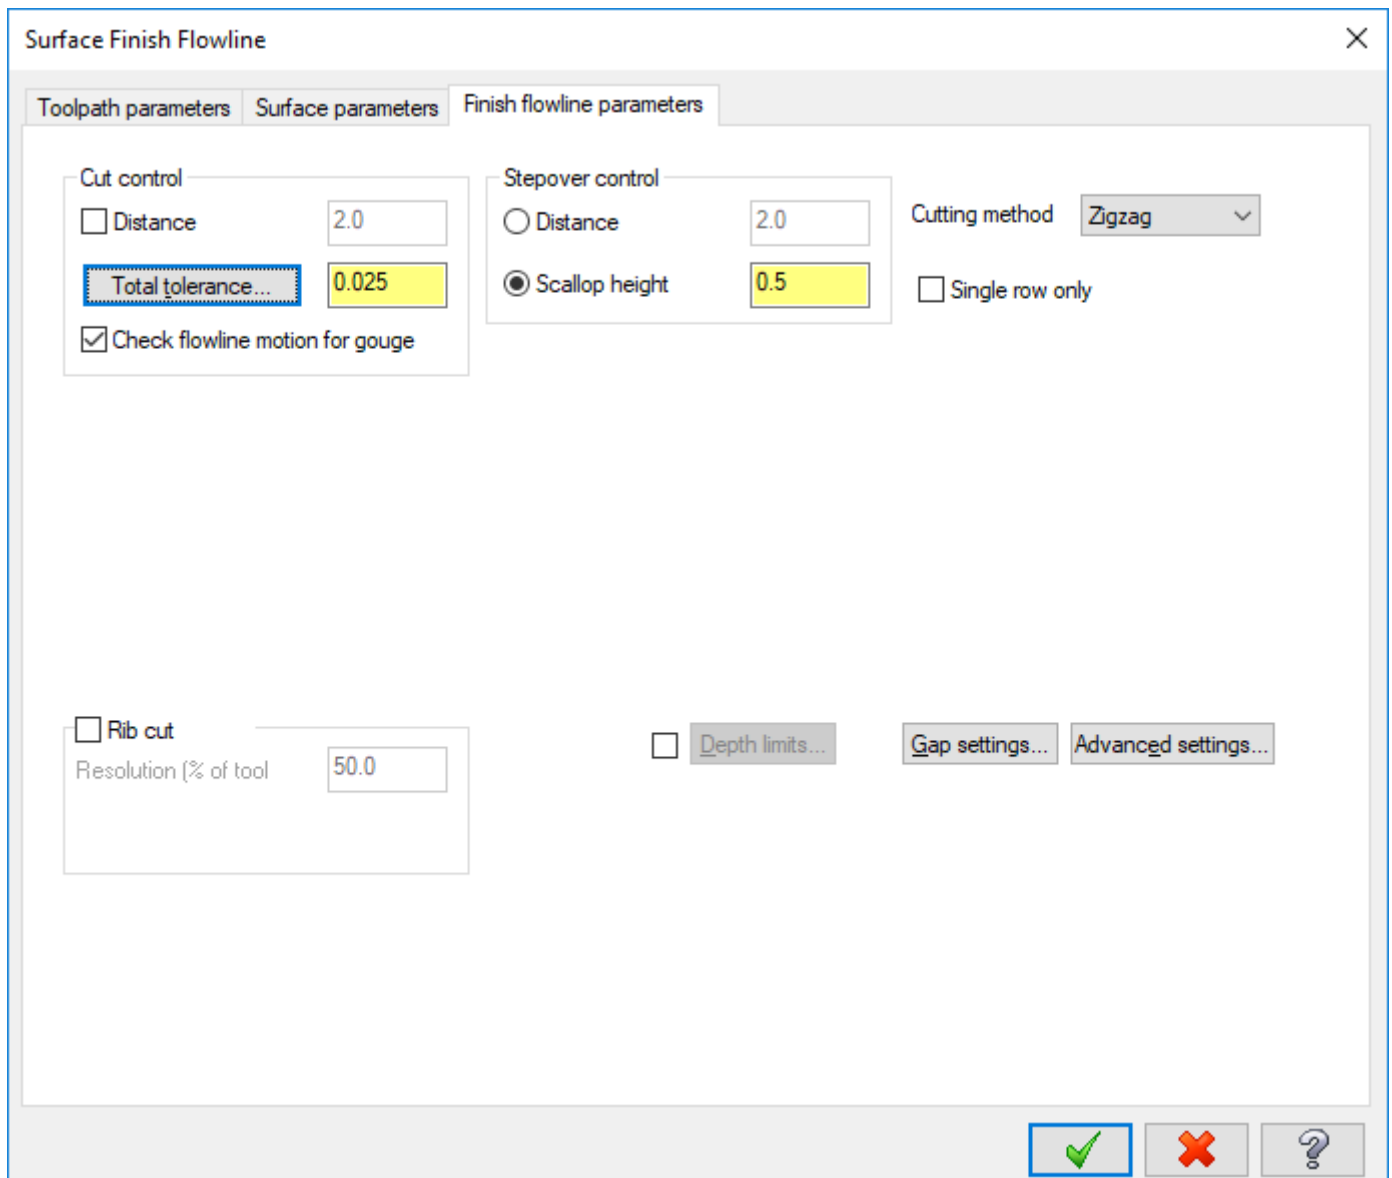 Surface Finish Flowline
Toolpath parameters Surface parameters Finish flowline parameters
Cut control
Distance 2.0
Total tolerance... 0.025
Check flowline motion for gouge
Stepover control
Distance 2.0
Scallop height 0.5
Cutting method Zigzag
Single row only
Rib cut
Resolution (% of tool 50.0
Depth limits...
Gap settings...
Advanced settings...